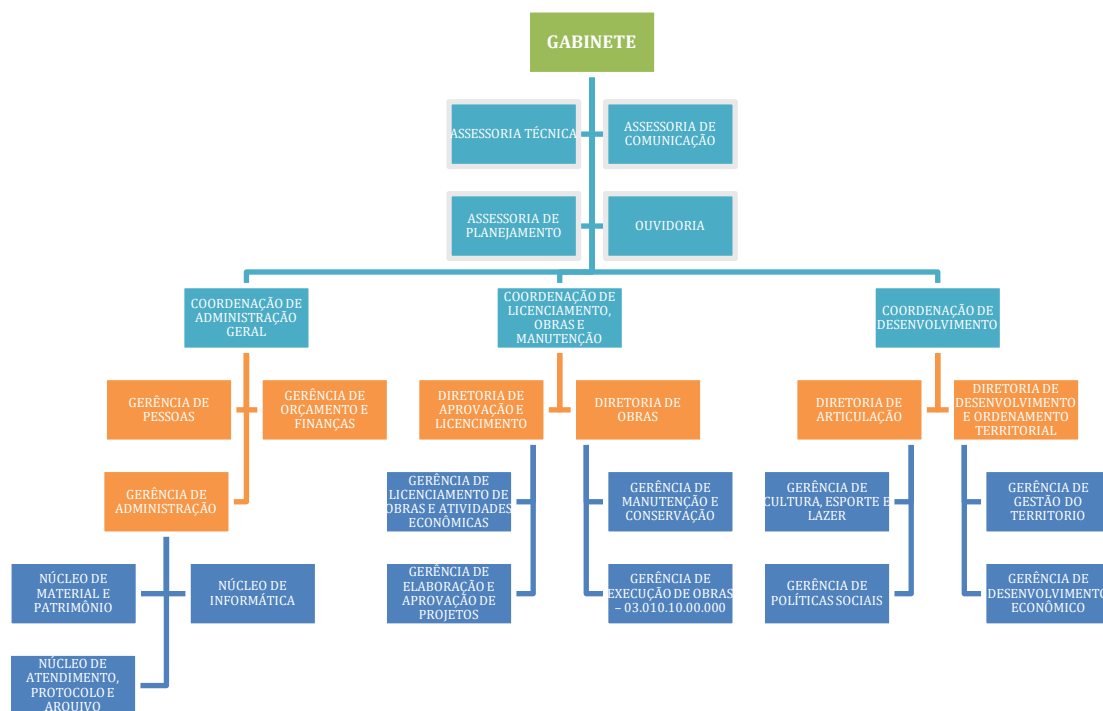 GABINETE
ASSESSORIA TÉCNICA
ASSESSORIA DE
COMUNICAÇÃO
ASSESSORIA DE
PLANEJAMENTO
OUVIDORIA
COORDENAÇÃO DE
ADMINISTRAÇÃO
GERAL
COORDENAÇÃO DE
LICENCIAMENTO,
OBRAS E
MANUTENÇÃO
COORDENAÇÃO DE
DESENVOLVIMENTO
GERÊNCIA DE
PESSOAS
GERÊNCIA DE
ORÇAMENTO E
FINANÇAS
DIRETORIA DE
APROVAÇÃO E
LICENCIMENTO
DIRETORIA DE
OBRAS
DIRETORIA DE
ARTICULAÇÃO
DIRETORIA DE
DESENVOLVIMENTO
E ORDENAMENTO
TERRITORIAL
GERÊNCIA DE
ADMINISTRAÇÃO
GERÊNCIA DE
LICENCIAMENTO DE
OBRAS E ATIVIDADES
ECONÔMICAS
GERÊNCIA DE
MANUTENÇÃO E
CONSERVAÇÃO
GERÊNCIA DE
CULTURA, ESPORTE E
LAZER
GERÊNCIA DE
GESTÃO DO
TERRITORIO
NÚCLEO DE
MATERIAL E
PATRIMÔNIO
NÚCLEO DE
INFORMÁTICA
GERÊNCIA DE
ELABORAÇÃO E
APROVAÇÃO DE
PROJETOS
GERÊNCIA DE
EXECUÇÃO DE OBRAS
– 03.010.10.00.000
GERÊNCIA DE
POLÍTICAS SOCIAIS
GERÊNCIA DE
DESENVOLVIMENTO
ECONÔMICO
NÚCLEO DE
ATENDIMENTO,
PROTOCOLO E
ARQUIVO